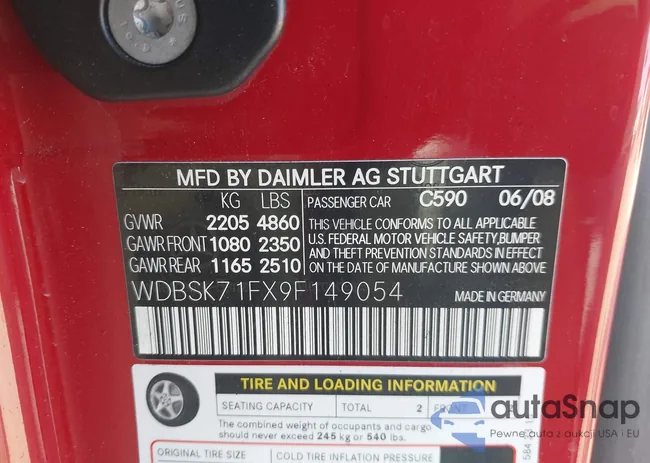 MFD BY DAIMLER AG STUTTGART
KG LBS PASSENGER CAR C590 06/08
GVWR 2205 4860 THIS VEHICLE CONFORMS TO ALL APPLICABLE
GAWR FRONT 1080 2350 U.S. FEDERAL MOTOR VEHICLE SAFETY,BUMPER
AND THEFT PREVENTION STANDARDS IN EFFECT
GAWR REAR 1165 2510 ON THE DATE OF MANUFACTURE SHOWN ABOVE
WDBSK71FX9F149054 MADE IN GERMANY
TIRE AND LOADING INFORMATION
SEATING CAPACITY TOTAL 2 FRONT
The combined weight of occupants and cargo
should never exceed 245 kg or 540 lbs.
ORIGINAL TIRE SIZE COLD TIRE INFLATION PRESSURE
autaSnap
Pewne auta z aukcji USA i EU